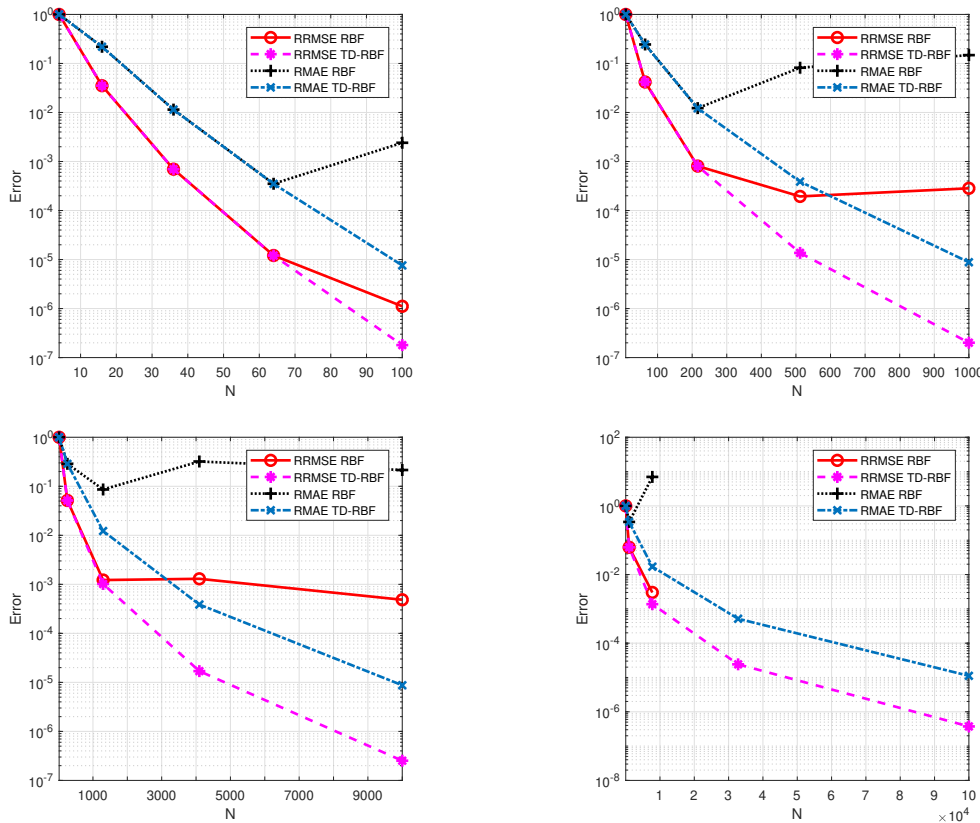 10^0
10^-1
10^-2
10^-3
10^-4
10^-5
10^-6
10^-7
Error
RRMSE RBF
RRMSE TD-RBF
RMAE RBF
RMAE TD-RBF
10 20 30 40 50 60 70 80 90 100
N
10^0
10^-1
10^-2
10^-3
10^-4
10^-5
10^-6
10^-7
Error
RRMSE RBF
RRMSE TD-RBF
RMAE RBF
RMAE TD-RBF
100 200 300 400 500 600 700 800 900 1000
N
10^0
10^-1
10^-2
10^-3
10^-4
10^-5
10^-6
10^-7
Error
RRMSE RBF
RRMSE TD-RBF
RMAE RBF
RMAE TD-RBF
1000 3000 5000 7000 9000
N
10^2
10^0
10^-2
10^-4
10^-6
10^-8
Error
RRMSE RBF
RRMSE TD-RBF
RMAE RBF
RMAE TD-RBF
1 2 3 4 5 6 7 8 9 10
N
× 10^4